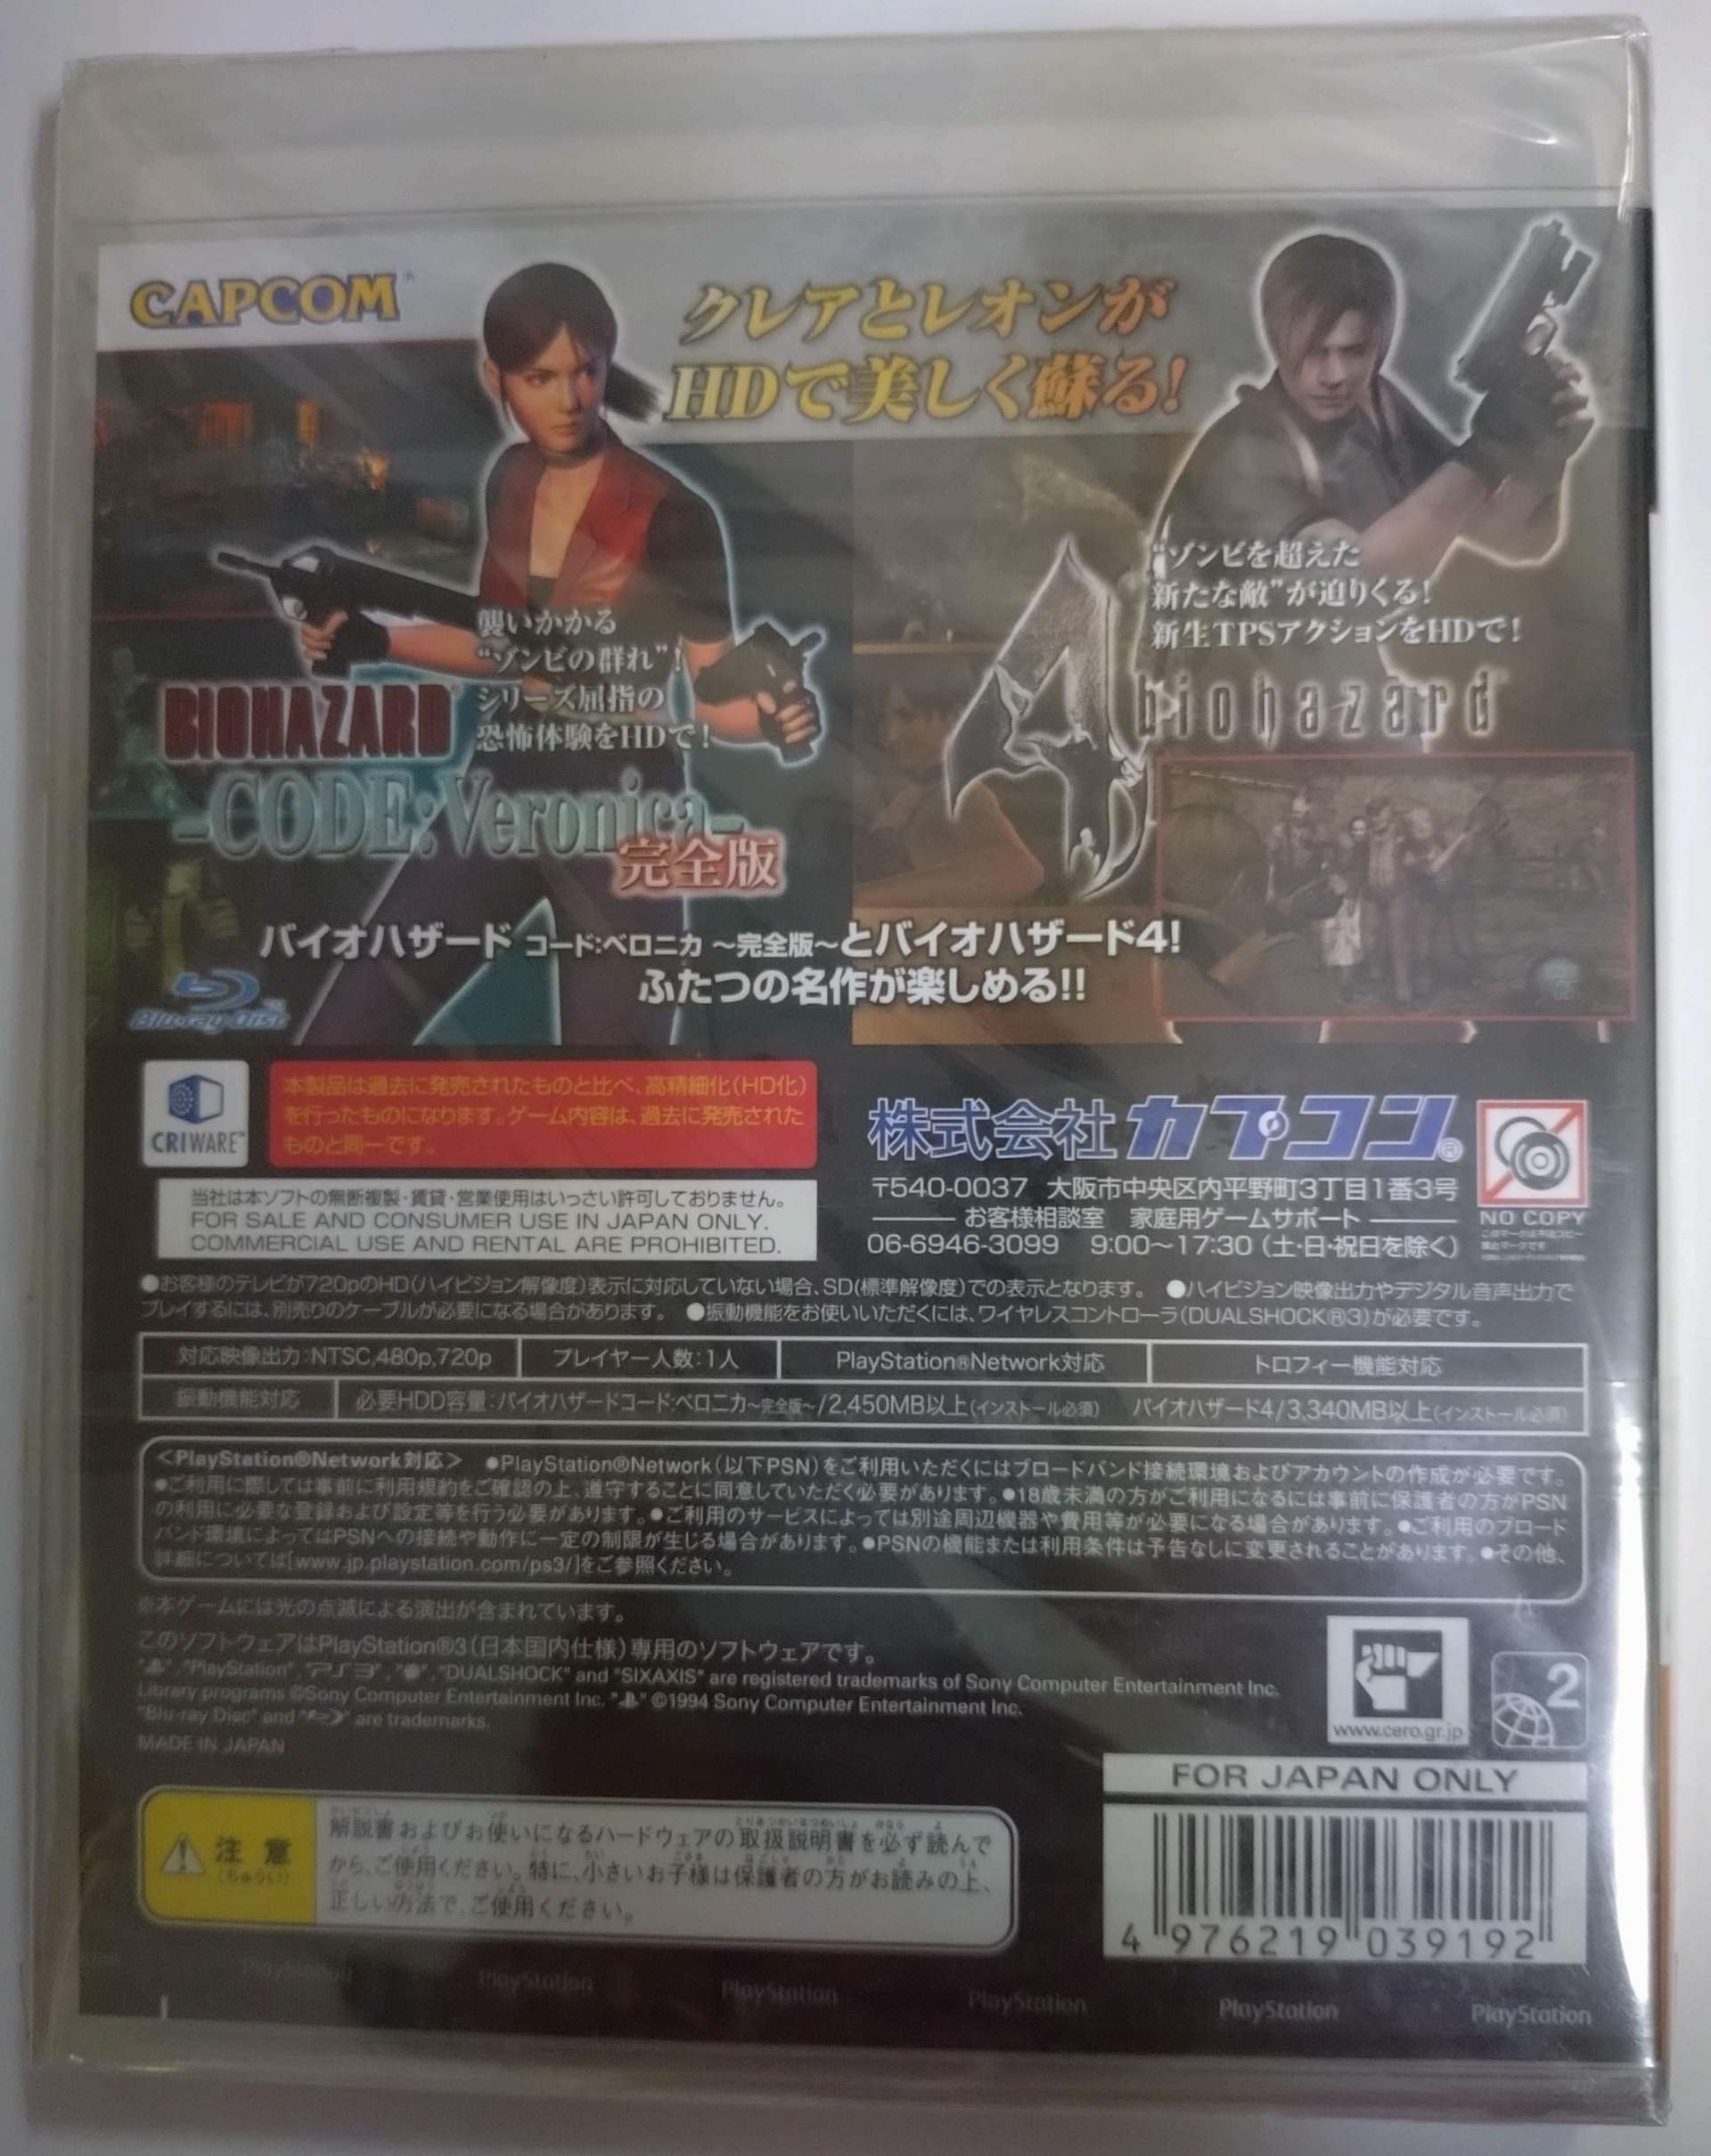 CAPCOM
クレアとレオンが
HDで美しく蘇る!
襲いかかる
“ゾンビの群れ”!
シリーズ屈指の
恐怖体験をHDで!
BIOHAZARD
-CODE:Veronica-
完全版
“ゾンビを超えた
新たな敵”が迫りくる!
新生TPSアクションをHDで!
4
biohazard
バイオハザード コード:ベロニカ ～完全版～とバイオハザード4!
ふたつの名作が楽しめる!!
Blu-ray Disc
CRIWARE™
本製品は過去に発売されたものと比べ、高精細化(HD化)
を行ったものになります。ゲーム内容は、過去に発売された
ものと同一です。
当社は本ソフトの無断複製・賃貸・営業使用はいっさい許可しておりません。
FOR SALE AND CONSUMER USE IN JAPAN ONLY.
COMMERCIAL USE AND RENTAL ARE PROHIBITED.
株式会社カプコン®
〒540-0037 大阪市中央区内平野町3丁目1番3号
お客様相談室 家庭用ゲームサポート
06-6946-3099 9:00～17:30(土・日・祝日を除く)
NO COPY
●お客様のテレビが720pのHD(ハイビジョン解像度)表示に対応していない場合、SD(標準解像度)での表示となります。 ●ハイビジョン映像出力やデジタル音声出力で
プレイするには、別売りのケーブルが必要になる場合があります。 ●振動機能をお使いいただくには、ワイヤレスコントローラ(DUALSHOCK®3)が必要です。
対応映像出力:NTSC,480p,720p プレイヤー人数:1人 PlayStation®Network対応 トロフィー機能対応
振動機能対応 必要HDD容量:バイオハザードコード:ベロニカ～完全版～/2,450MB以上(インストール必須) バイオハザード4/3,340MB以上(インストール必須)
<PlayStation®Network対応> ●PlayStation®Network(以下PSN)をご利用いただくにはブロードバンド接続環境およびアカウントの作成が必要です。
●ご利用に際しては事前に利用規約をご確認の上、遵守することに同意していただく必要があります。●18歳未満の方がご利用になるには事前に保護者の方がPSN
の利用に必要な登録および設定等を行う必要があります。●ご利用のサービスによっては別途周辺機器や費用等が必要になる場合があります。●ご利用のブロード
バンド環境によってはPSNへの接続や動作に一定の制限が生じる場合があります。●PSNの機能または利用条件は予告なしに変更されることがあります。●その他、
詳細については[www.jp.playstation.com/ps3/]をご参照ください。
※本ゲームには光の点滅による演出が含まれています。
このソフトウェアはPlayStation®3(日本国内仕様)専用のソフトウェアです。
"PlayStation", "PS3", "DUALSHOCK" and "SIXAXIS" are registered trademarks of Sony Computer Entertainment Inc.
Library programs ©Sony Computer Entertainment Inc. ©1994 Sony Computer Entertainment Inc.
"Blu-ray Disc" and are trademarks.
MADE IN JAPAN
www.cero.gr.jp
2
FOR JAPAN ONLY
注意
(ちゅうい)
解説書およびお使いになるハードウェアの取扱説明書を必ず読んで
から、ご使用ください。特に、小さいお子様は保護者の方がお読みの上、
正しい方法で、ご使用ください。
4 976219 039192
PlayStation PlayStation PlayStation PlayStation PlayStation PlayStation